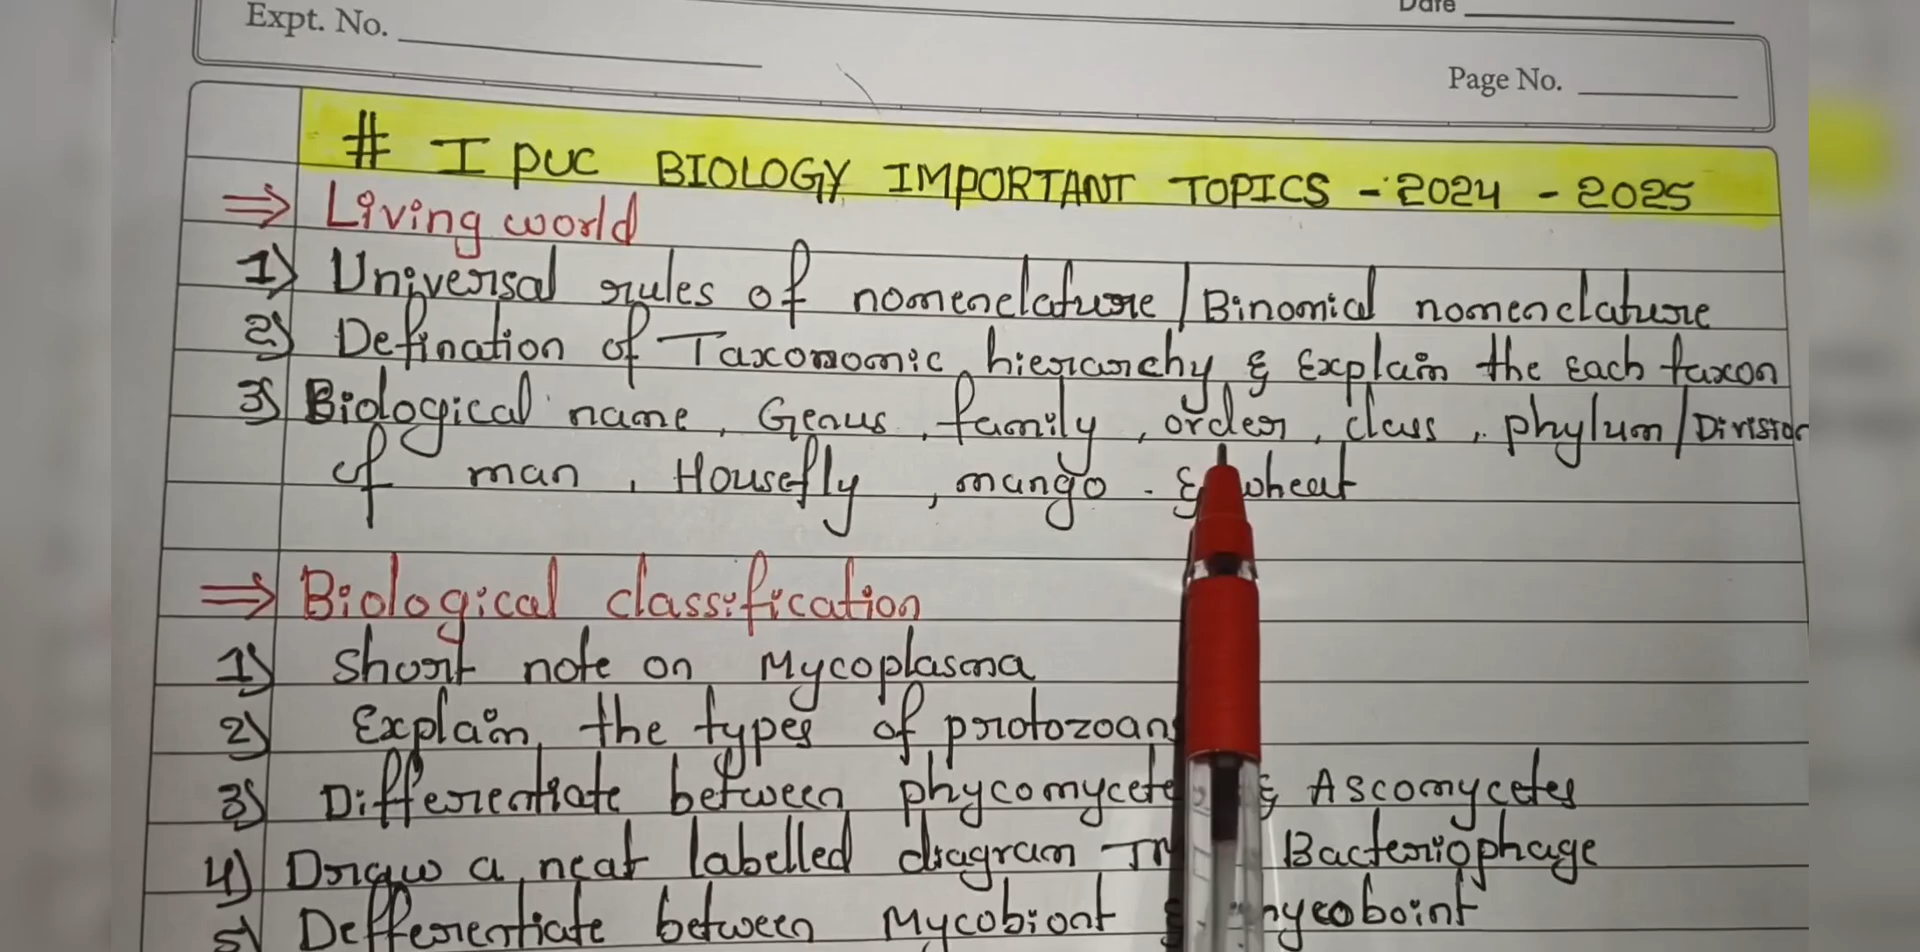 Date
Expt. No.
Page No.
# I PUC BIOLOGY IMPORTANT TOPICS - 2024 - 2025
⇒ Living world
1) Universal rules of nomenclature / Binomial nomenclature
2) Defination of Taxonomic hierarchy & Explain the Each taxon
3) Biological name, Genus, family, order, class, phylum / Division
of man, Housefly, mango & wheat
⇒ Biological classification
1) Short note on Mycoplasma
2) Explain the types of protozoans
3) Differentiate between phycomycete & Ascomycetes
4) Draw a neat labelled diagram Bacteriophage
5) Defferentiate between Mycobiont